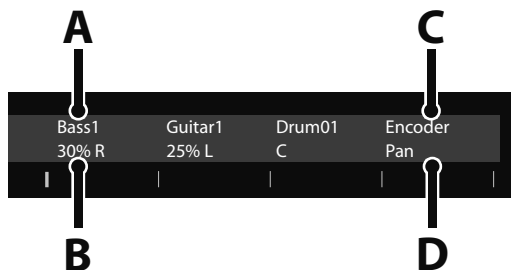 A C
Bass1 Guitar1 Drum01 Encoder
30% R 25% L C Pan
B D